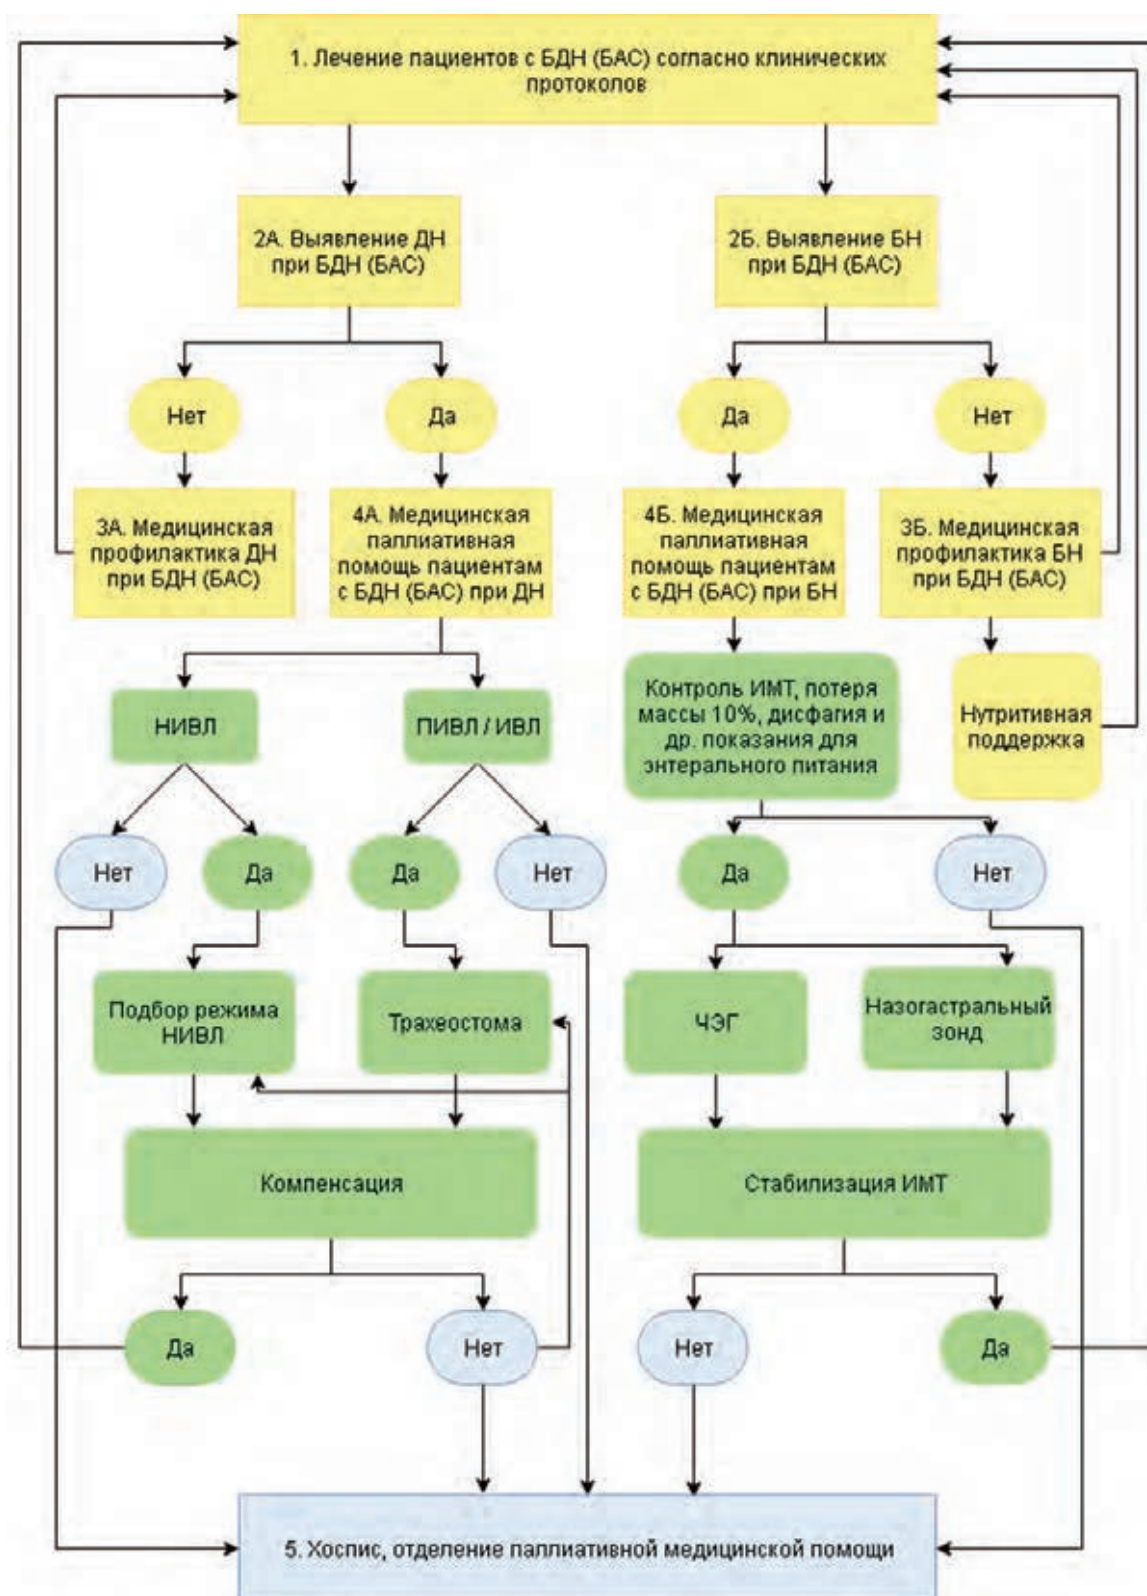 1. Лечение пациентов с БДН (БАС) согласно клинических
протоколов
2А. Выявление ДН
при БДН (БАС)
2Б. Выявление БН
при БДН (БАС)
Нет
Да
Да
Нет
3А. Медицинская
профилактика ДН
при БДН (БАС)
4А. Медицинская
паллиативная
помощь пациентам
с БДН (БАС) при ДН
4Б. Медицинская
паллиативная
помощь пациентам
с БДН (БАС) при БН
3Б. Медицинская
профилактика БН
при БДН (БАС)
НИВЛ
ПИВЛ / ИВЛ
Контроль ИМТ, потеря
массы 10%, дисфагия и
др. показания для
энтерального питания
Нутритивная
поддержка
Нет
Да
Да
Нет
Да
Нет
Подбор режима
НИВЛ
Трахеостома
ЧЭГ
Назогастральный
зонд
Компенсация
Стабилизация ИМТ
Да
Нет
Нет
Да
5. Хоспис, отделение паллиативной медицинской помощи